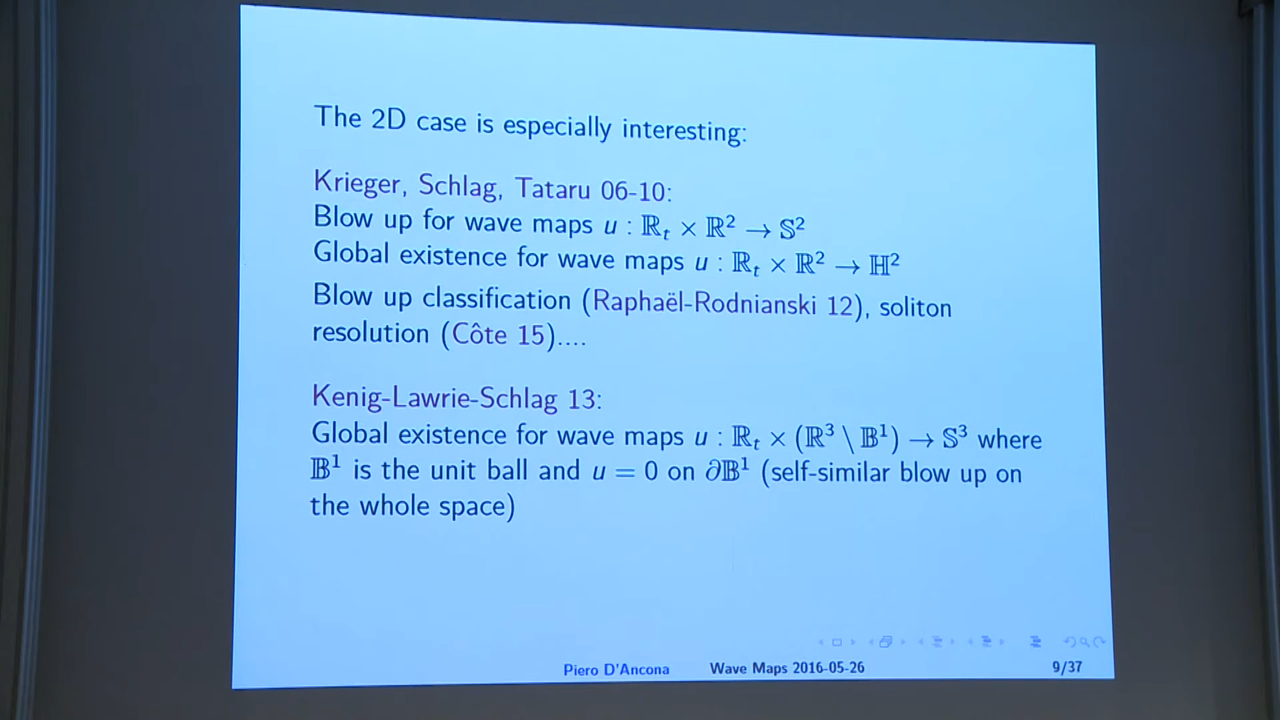 The 2D case is especially interesting:
Krieger, Schlag, Tataru 06-10:
Blow up for wave maps u : ℝₜ × ℝ² → 𝕊²
Global existence for wave maps u : ℝₜ × ℝ² → ℍ²
Blow up classification (Raphaël-Rodnianski 12), soliton
resolution (Côte 15)....
Kenig-Lawrie-Schlag 13:
Global existence for wave maps u : ℝₜ × (ℝ³ \ 𝔹¹) → 𝕊³ where
𝔹¹ is the unit ball and u = 0 on ∂𝔹¹ (self-similar blow up on
the whole space)
Piero D'Ancona Wave Maps 2016-05-26 9/37